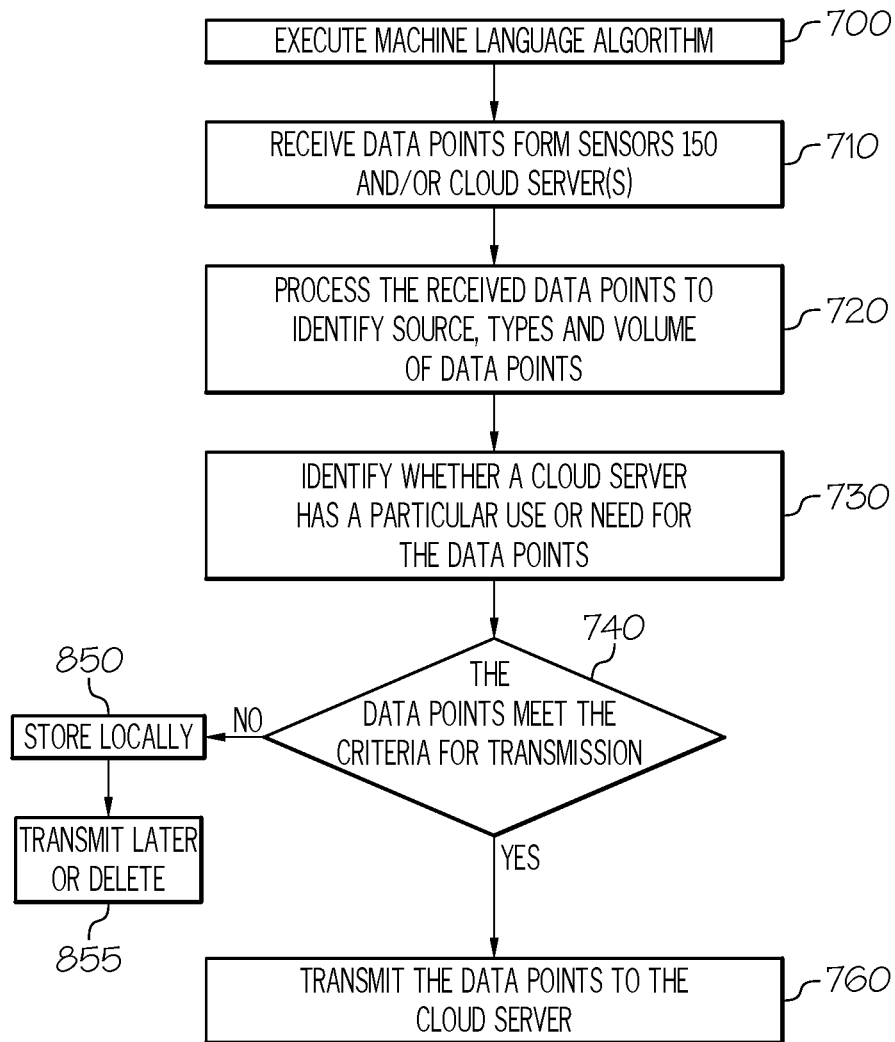 EXECUTE MACHINE LANGUAGE ALGORITHM
700
RECEIVE DATA POINTS FORM SENSORS 150
AND/OR CLOUD SERVER(S)
710
PROCESS THE RECEIVED DATA POINTS TO
IDENTIFY SOURCE, TYPES AND VOLUME
OF DATA POINTS
720
IDENTIFY WHETHER A CLOUD SERVER
HAS A PARTICULAR USE OR NEED FOR
THE DATA POINTS
730
740
THE
DATA POINTS MEET THE
CRITERIA FOR TRANSMISSION
NO
850
STORE LOCALLY
TRANSMIT LATER
OR DELETE
855
YES
TRANSMIT THE DATA POINTS TO THE
CLOUD SERVER
760